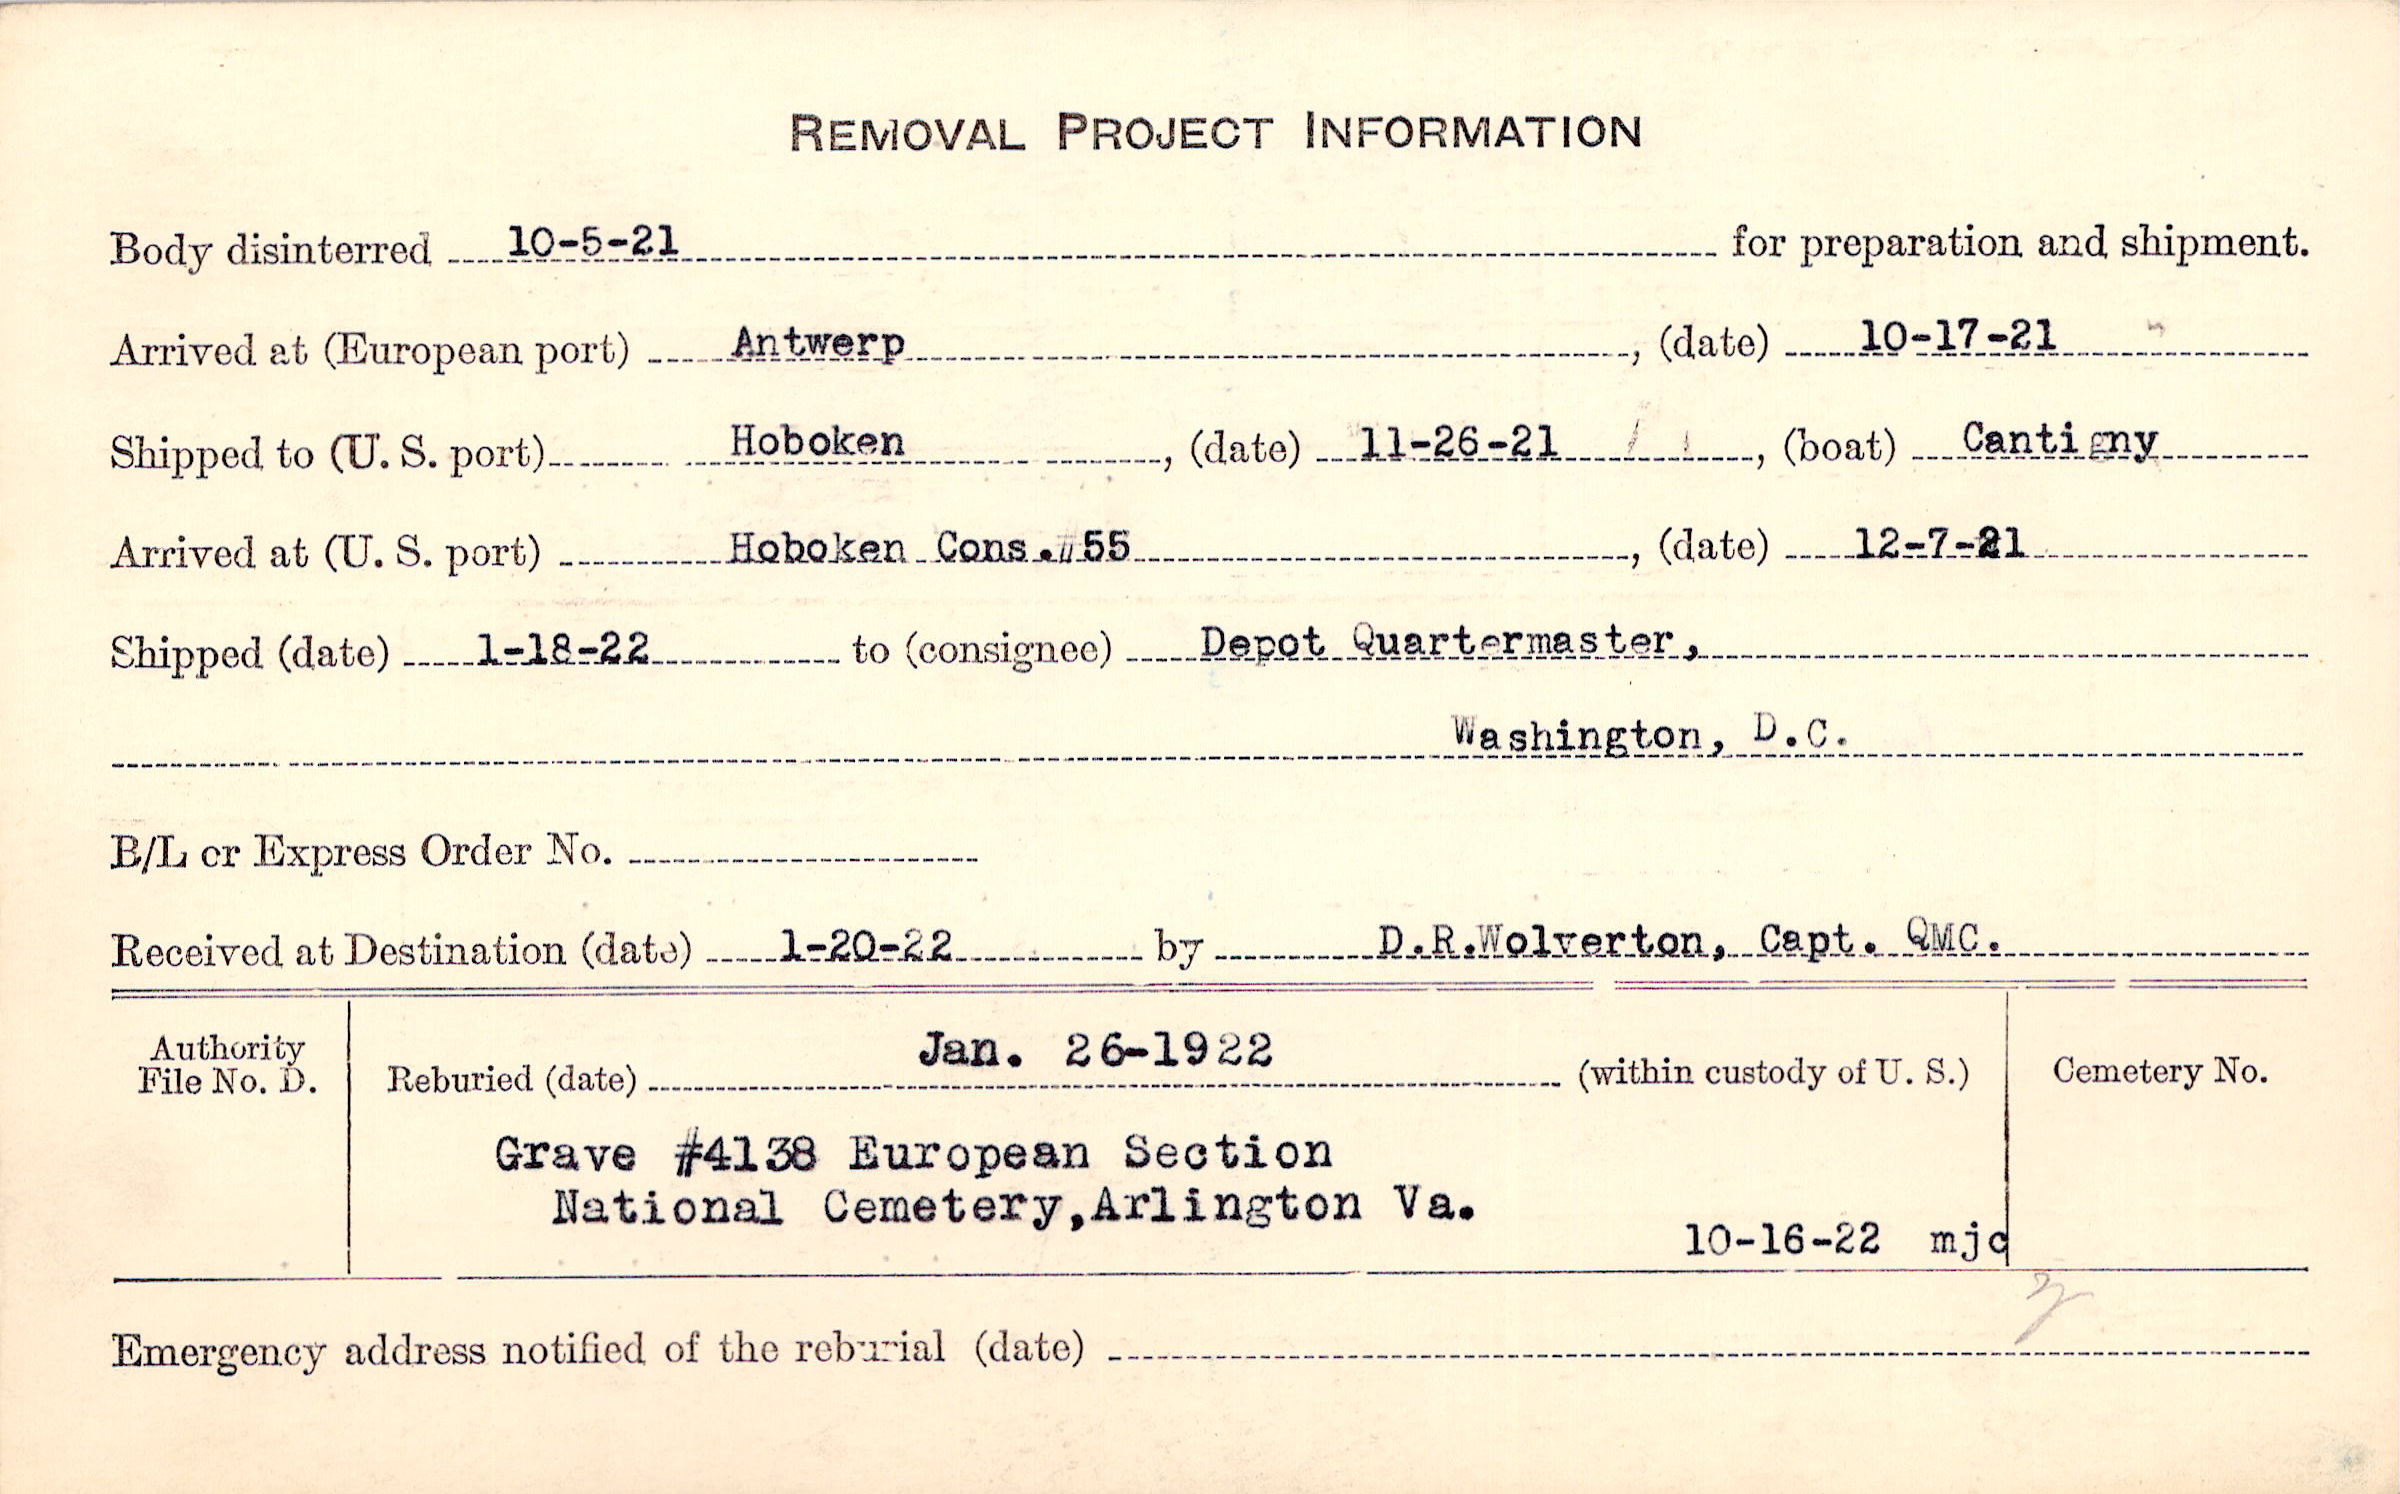 REMOVAL PROJECT INFORMATION
Body disinterred 10-5-21 for preparation and shipment.
Arrived at (European port) Antwerp, (date) 10-17-21
Shipped to (U. S. port) Hoboken, (date) 11-26-21, (boat) Cantigny
Arrived at (U. S. port) Hoboken Cons.#55, (date) 12-7-21
Shipped (date) 1-18-22 to (consignee) Depot Quartermaster,
Washington, D.C.
B/L or Express Order No.
Received at Destination (date) 1-20-22 by D.R.Wolverton, Capt. QMC.
Authority
File No. D.
Reburied (date) Jan. 26-1922 (within custody of U. S.)
Cemetery No.
Grave #4138 European Section
National Cemetery,Arlington Va.
10-16-22 mjc
Emergency address notified of the reburial (date)